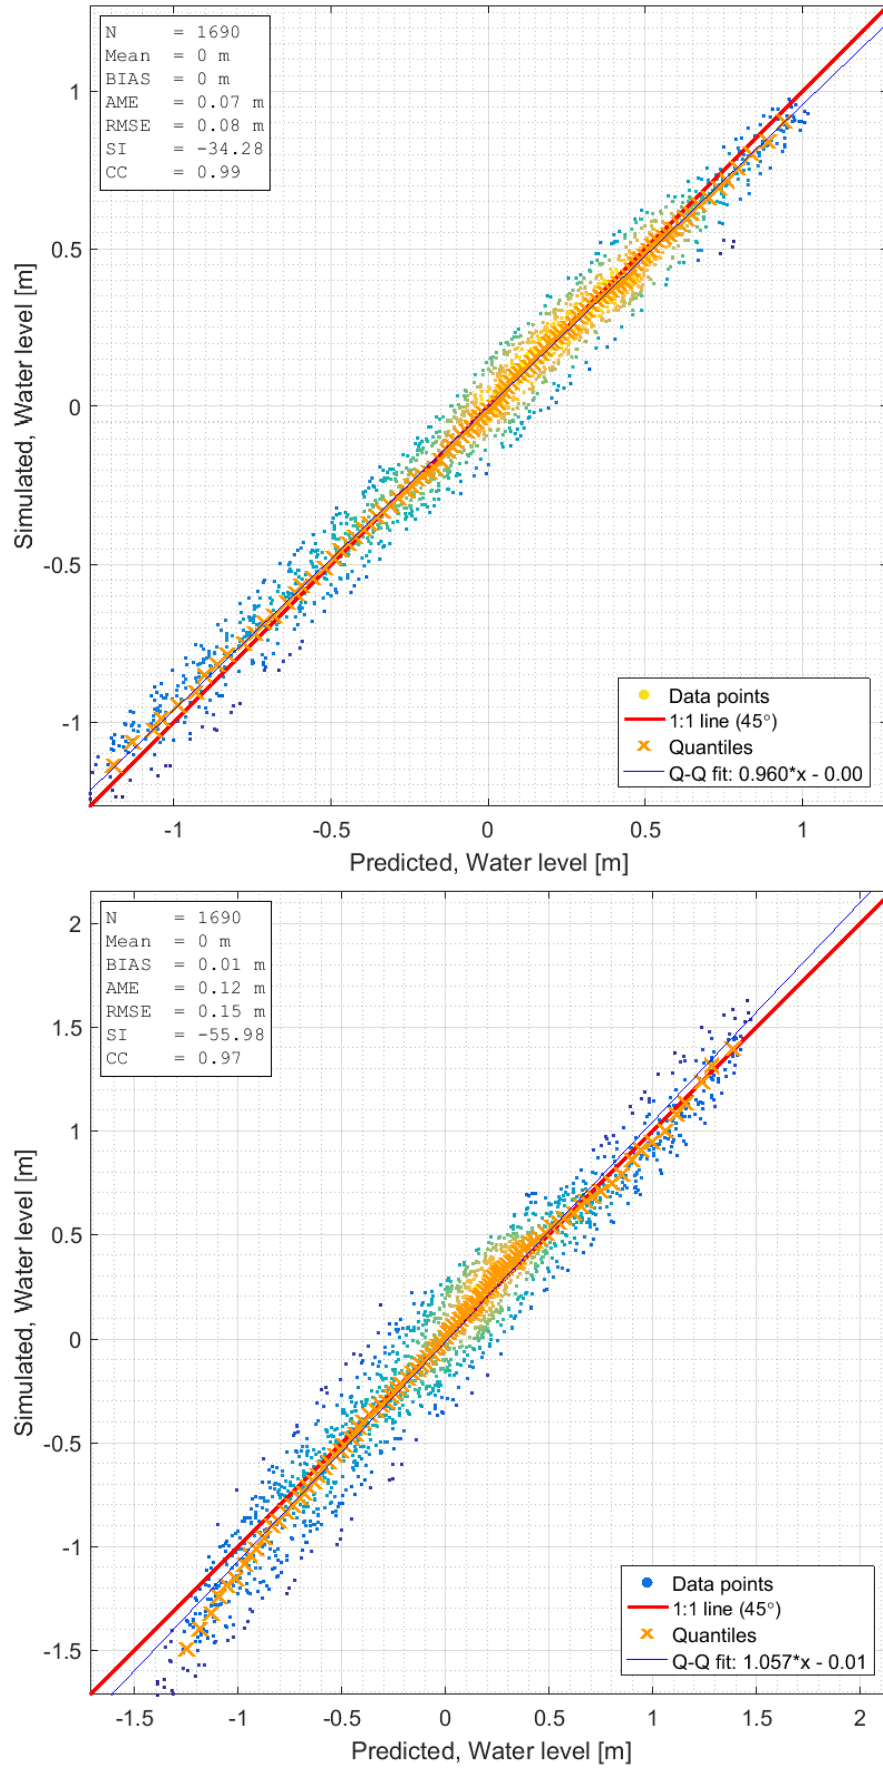 N = 1690
Mean = 0 m
BIAS = 0 m
AME = 0.07 m
RMSE = 0.08 m
SI = -34.28
CC = 0.99
1
0.5
0
-0.5
-1
Simulated, Water level [m]
Data points
1:1 line (45°)
Quantiles
Q-Q fit: 0.960*x - 0.00
-1 -0.5 0 0.5 1
Predicted, Water level [m]
N = 1690
Mean = 0 m
BIAS = 0.01 m
AME = 0.12 m
RMSE = 0.15 m
SI = -55.98
CC = 0.97
2
1.5
1
0.5
0
-0.5
-1
-1.5
Simulated, Water level [m]
Data points
1:1 line (45°)
Quantiles
Q-Q fit: 1.057*x - 0.01
-1.5 -1 -0.5 0 0.5 1 1.5 2
Predicted, Water level [m]